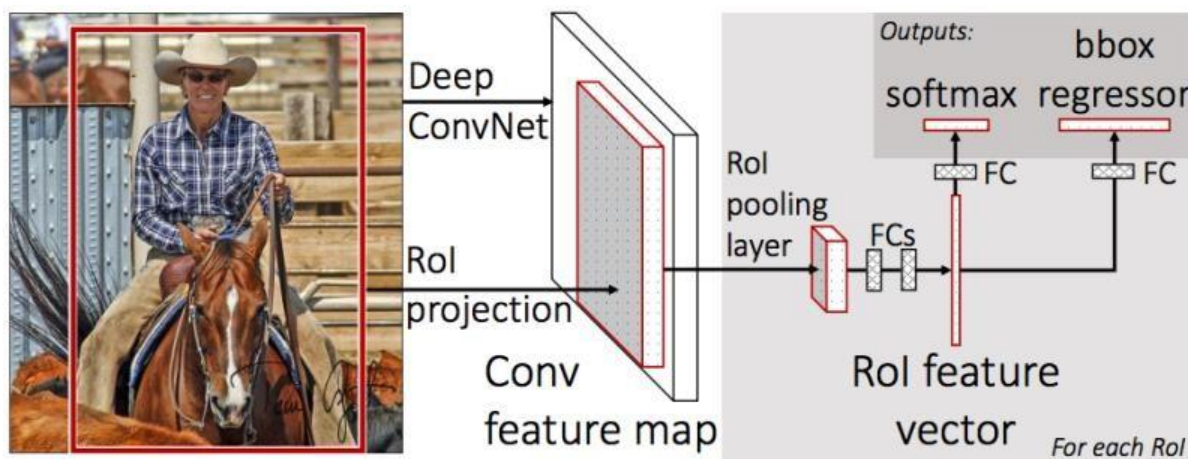 Deep
ConvNet
RoI
projection
Conv
feature map
RoI
pooling
layer
FCs
RoI feature
vector
For each RoI
Outputs:
softmax
bbox
regressor
FC
FC